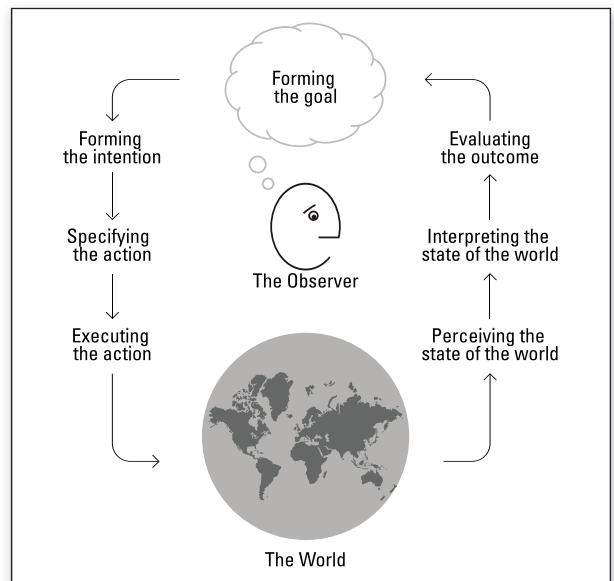 Forming
the goal
Forming
the intention
Evaluating
the outcome
Specifying
the action
Interpreting the
state of the world
The Observer
Executing
the action
Perceiving the
state of the world
The World